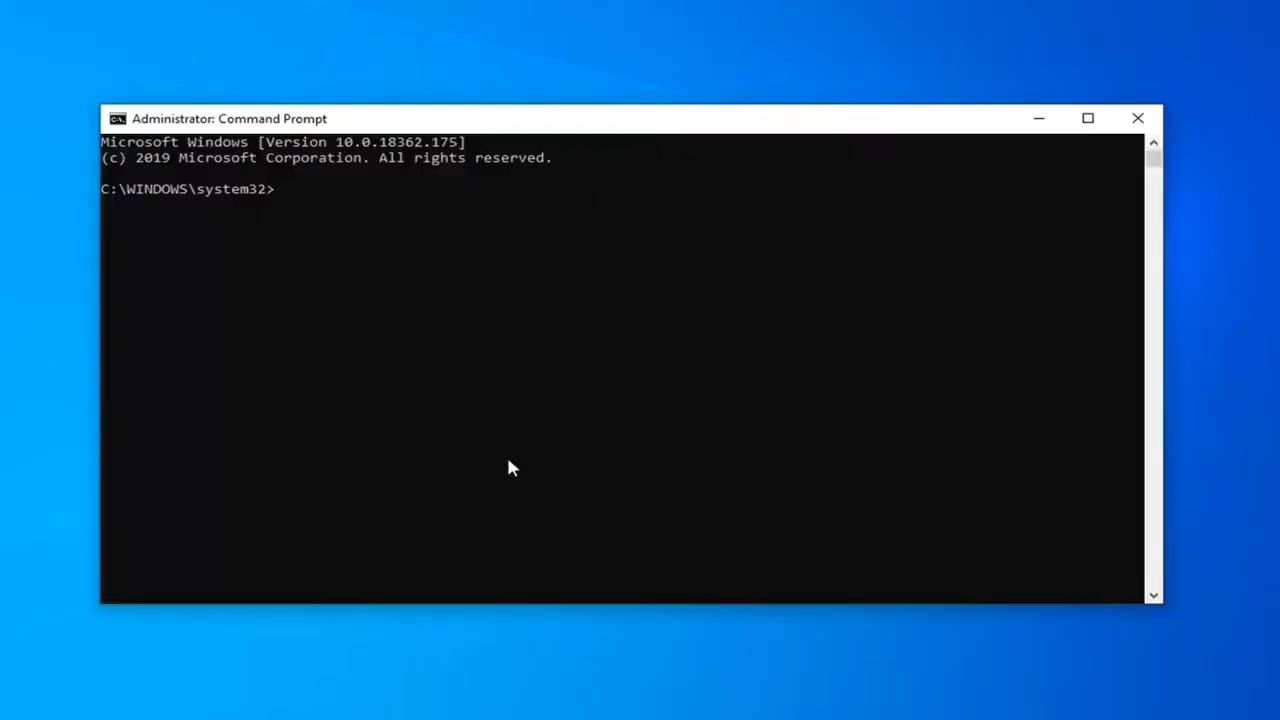 Administrator: Command Prompt
Microsoft Windows [Version 10.0.18362.175]
(c) 2019 Microsoft Corporation. All rights reserved.
C:\WINDOWS\system32>